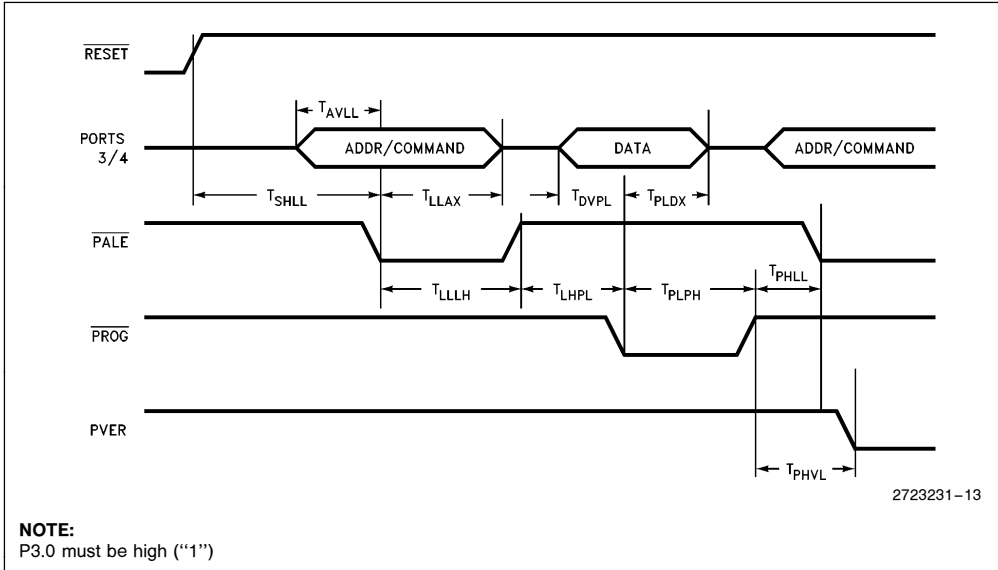 RESET
T_AVLL
PORTS
3/4
ADDR/COMMAND
DATA
ADDR/COMMAND
T_SHLL
T_LLAX
T_DVPL
T_PLDX
PALE
T_LLLH
T_LHPL
T_PLPH
T_PHLL
PROG
PVER
T_PHVL
2723231–13
NOTE:
P3.0 must be high (‘‘1’’)